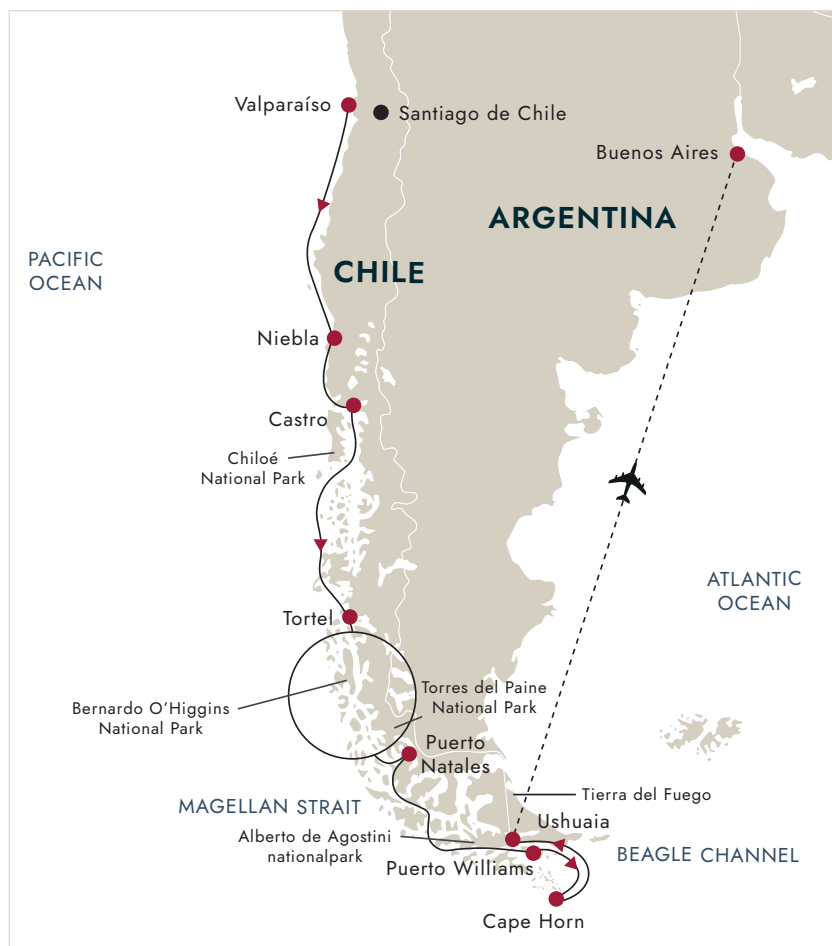 Valparaíso
Santiago de Chile
Buenos Aires
ARGENTINA
PACIFIC
OCEAN
CHILE
Niebla
Castro
Chiloé
National Park
ATLANTIC
OCEAN
Tortel
Bernardo O’Higgins
National Park
Torres del Paine
National Park
Puerto
Natales
Tierra del Fuego
MAGELLAN STRAIT
Ushuaia
Alberto de Agostini
nationalpark
BEAGLE CHANNEL
Puerto Williams
Cape Horn